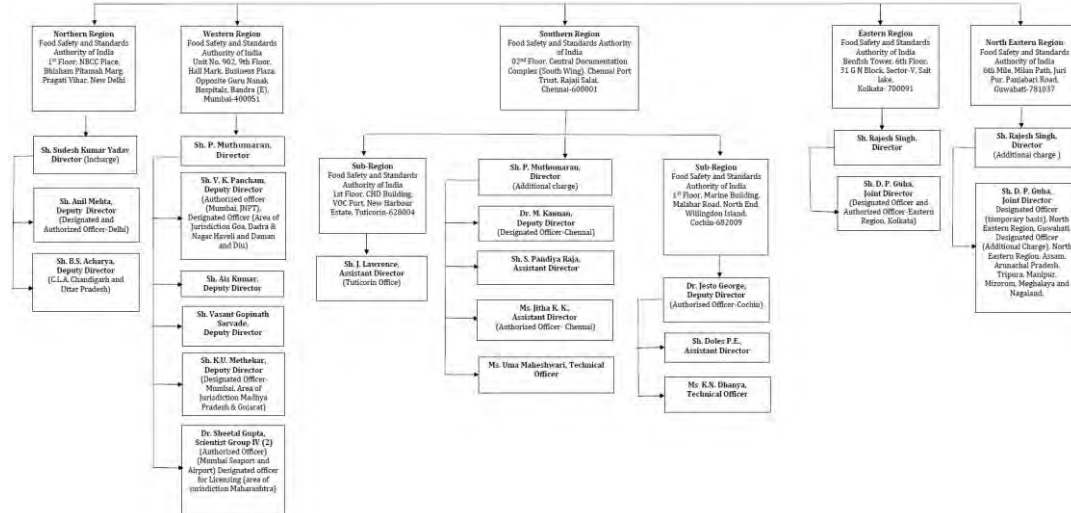 Northern Region
Food Safety and Standards
Authority of India
1st Floor, NBCC Place,
Bhisham Pitamah Marg,
Pragati Vihar, New Delhi
Sh. Sudesh Kumar Yadav
Director (Incharge)
Sh. Anil Mehta,
Deputy Director
(Designated and
Authorized Officer-Delhi)
Sh. B.S. Acharya,
Deputy Director
(C.L.A. Chandigarh and
Uttar Pradesh)
Western Region
Food Safety and Standards
Authority of India
Unit No. 902, 9th Floor,
Hall Mark, Business Plaza,
Opposite Guru Nanak
Hospitals, Bandra (E),
Mumbai-400051
Sh. P. Muthumaran,
Director
Sh. V. K. Pancham,
Deputy Director
(Authorised officer
(Mumbai, JNPT),
Designated Officer (Area of
Jurisdiction Goa, Dadra &
Nagar Haveli and Daman
and Diu)
Sh. Ais Kumar,
Deputy Director
Sh. Vasant Gopinath
Sarvade,
Deputy Director
Sh. K.U. Methekar,
Deputy Director
(Designated Officer-
Mumbai, Area of
Jurisdiction Madhya
Pradesh & Gujarat)
Dr. Sheetal Gupta,
Scientist Group IV (2)
(Authorised Officer)
(Mumbai Seaport and
Airport) Designated officer
for Licensing (area of
jurisdiction Maharashtra)
Southern Region
Food Safety and Standards Authority
of India
02nd Floor, Central Documentation
Complex (South Wing), Chennai Port
Trust, Rajaji Salai,
Chennai-600001
Sub-Region
Food Safety and Standards
Authority of India
1st Floor, CHD Building,
VOC Port, New Harbour
Estate, Tuticorin-628004
Sh. J. Lawrence,
Assistant Director
(Tuticorin Office)
Sh. P. Muthumaran,
Director
(Additional charge)
Dr. M. Kannan,
Deputy Director
(Designated Officer-Chennai)
Sh. S. Pandiya Raja,
Assistant Director
Ms. Jitha K. K.,
Assistant Director
(Authorised Officer- Chennai)
Ms. Uma Maheshwari, Technical
Officer
Sub-Region
Food Safety and Standards
Authority of India
1st Floor, Marine Building,
Malabar Road, North End,
Willingdon Island,
Cochin-682009
Dr. Jesto George,
Deputy Director
(Authorised Officer-Cochin)
Sh. Doles P.E.,
Assistant Director
Ms. K.N. Dhanya,
Technical Officer
Eastern Region
Food Safety and Standards
Authority of India
Benfish Tower, 6th Floor,
31 G N Block, Sector-V, Salt
lake,
Kolkata- 700091
Sh. Rajesh Singh,
Director
Sh. D. P. Guha,
Joint Director
(Designated Officer and
Authorized Officer-Eastern
Region, Kolkata)
North Eastern Region
Food Safety and Standards
Authority of India
6th Mile, Milan Path, Juri
Pur, Panjabari Road,
Guwahati-781037
Sh. Rajesh Singh,
Director
(Additional charge )
Sh. D. P. Guha,
Joint Director
Designated Officer
(temporary basis), North
Eastern Region, Guwahati
Designated Officer
(Additional Charge), North
Eastern Region: Assam,
Arunachal Pradesh,
Tripura, Manipur,
Mizorom, Meghalaya and
Nagaland.